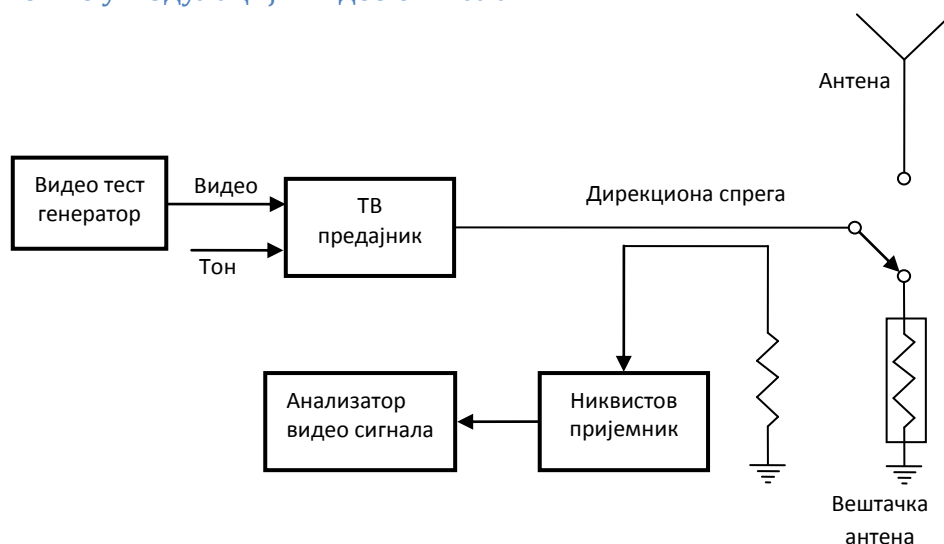 Антена
Видео тест
генератор
Видео
Тон
ТВ
предајник
Дирекциона спрега
Анализатор
видео сигнала
Никвистов
пријемник
Вештачка
антена